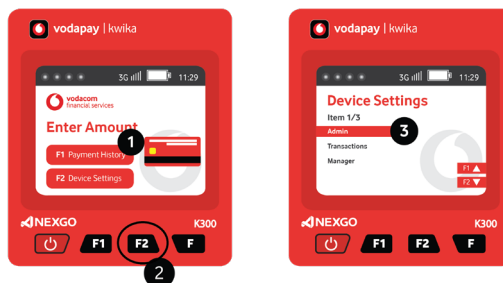 vodapay | kwika
3G 11:29
vodacom
financial services
Enter Amount
1
F1 Payment History
F2 Device Settings
NEXGO K300
F1 F2 F
2
vodapay | kwika
3G 11:29
Device Settings
Item 1/3
Admin
3
Transactions
Manager
F1
F2
NEXGO K300
F1 F2 F